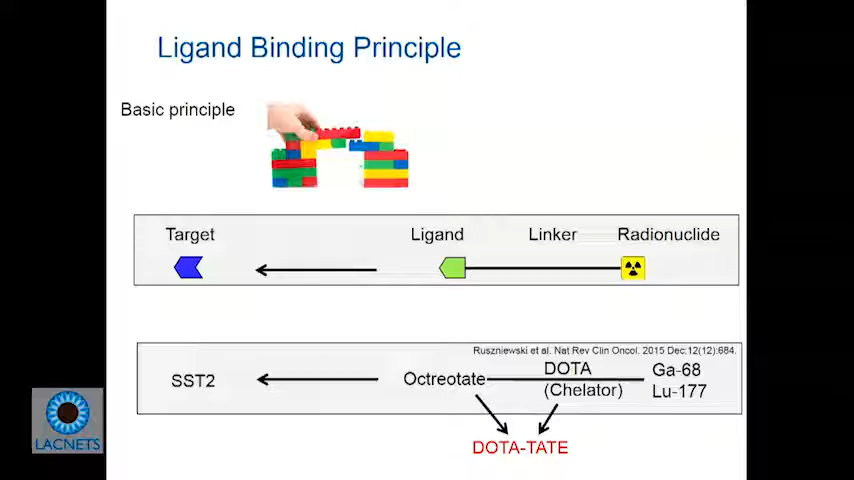 Ligand Binding Principle
Basic principle
Target Ligand Linker Radionuclide
Ruszniewski et al. Nat Rev Clin Oncol. 2015 Dec:12(12):684.
SST2 Octreotate DOTA (Chelator) Ga-68 Lu-177
DOTA-TATE
LACNETS